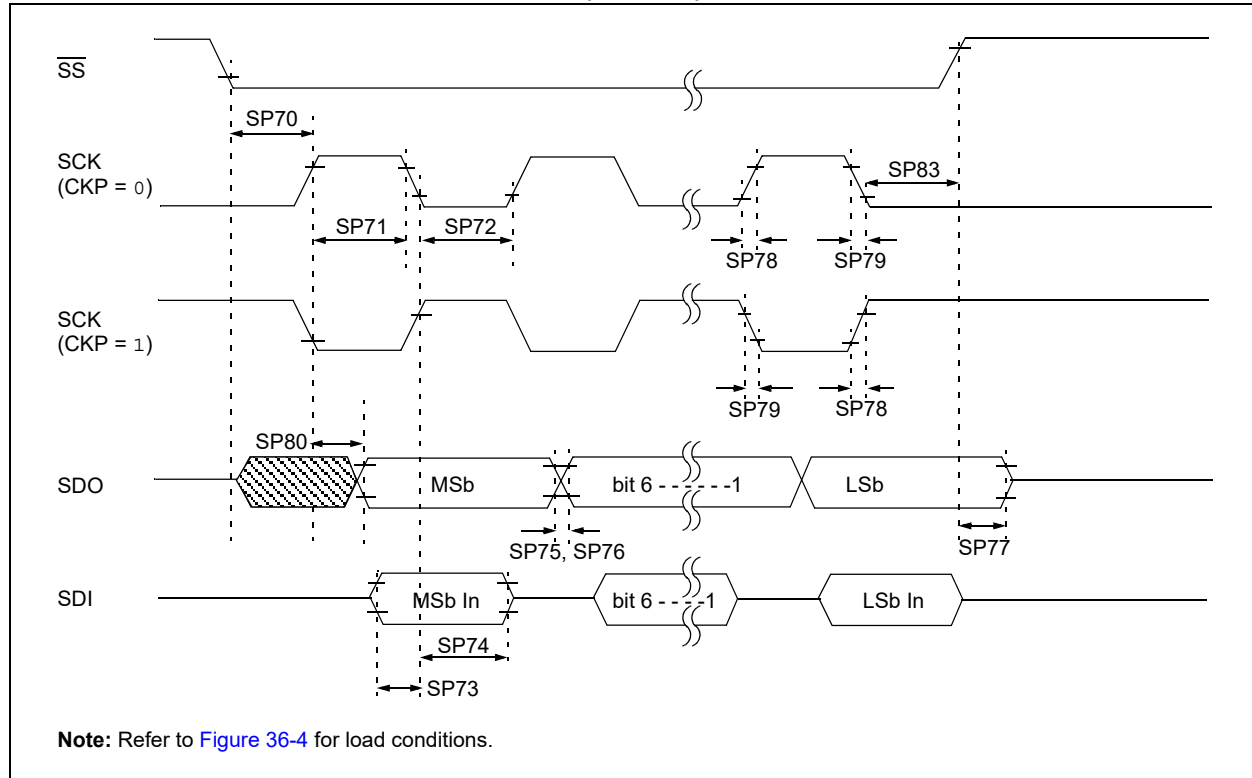 SS
SP70
SCK
(CKP = 0)
SP83
SP71
SP72
SP78
SP79
SCK
(CKP = 1)
SP79
SP78
SP80
SDO
MSb
bit 6 - - - - - -1
LSb
SP75, SP76
SP77
SDI
MSb In
bit 6 - - - -1
LSb In
SP74
SP73
Note: Refer to Figure 36-4 for load conditions.